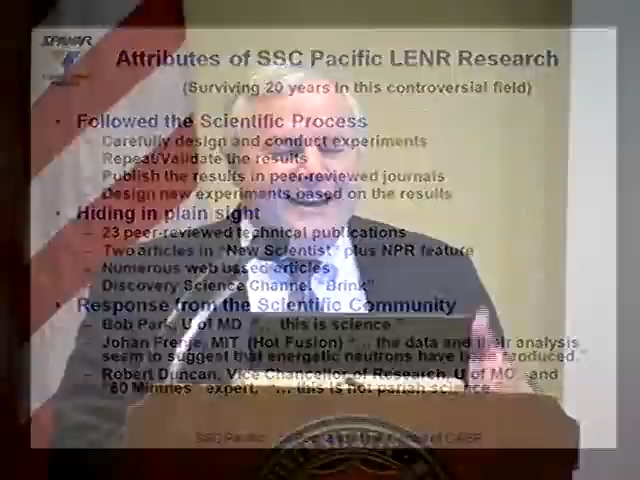 SPAWAR
Attributes of SSC Pacific LENR Research
(Surviving 20 years in this controversial field)
• Followed the Scientific Process
– Carefully design and conduct experiments
– Repeat/Validate the results
– Publish the results in peer-reviewed journals
– Design new experiments based on the results
• Hiding in plain sight
– 23 peer-reviewed technical publications
– Two articles in "New Scientist" plus NPR feature
– Numerous web based articles
– Discovery Science Channel "Brink"
• Response from the Scientific Community
– Bob Park, U of MD "… this is science"
– Johan Frenje, MIT (Hot Fusion) "… the data and their analysis
seem to suggest that energetic neutrons have been produced."
– Robert Duncan, Vice Chancellor of Research, U of MO, and
"60 Minutes" expert, "… this is not pariah science"
SSC Pacific